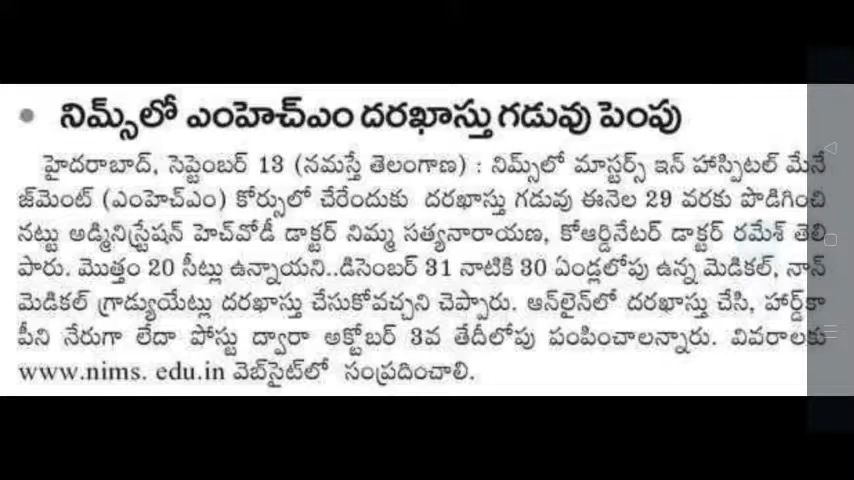 • నిమ్స్‌లో ఎంహెచ్‌ఎం దరఖాస్తు గడువు పెంపు
హైదరాబాద్, సెప్టెంబర్ 13 (నమస్తే తెలంగాణ) : నిమ్స్‌లో మాస్టర్స్ ఇన్ హాస్పిటల్ మేనే
జ్‌మెంట్ (ఎంహెచ్‌ఎం) కోర్సులో చేరేందుకు దరఖాస్తు గడువు ఈనెల 29 వరకు పొడిగించి
నట్టు అడ్మినిస్ట్రేషన్ హెచ్‌వోడీ డాక్టర్ నిమ్మ సత్యనారాయణ, కోఆర్డినేటర్ డాక్టర్ రమేశ్ తెలి
పారు. మొత్తం 20 సీట్లు ఉన్నాయని..డిసెంబర్ 31 నాటికి 30 ఏండ్లలోపు ఉన్న మెడికల్, నాన్
మెడికల్ గ్రాడ్యుయేట్లు దరఖాస్తు చేసుకోవచ్చని చెప్పారు. ఆన్‌లైన్‌లో దరఖాస్తు చేసి, హార్డ్‌కా
పీని నేరుగా లేదా పోస్టు ద్వారా అక్టోబర్ 3వ తేదీలోపు పంపించాలన్నారు. వివరాలకు
www.nims. edu.in వెబ్‌సైట్‌లో సంప్రదించాలి.